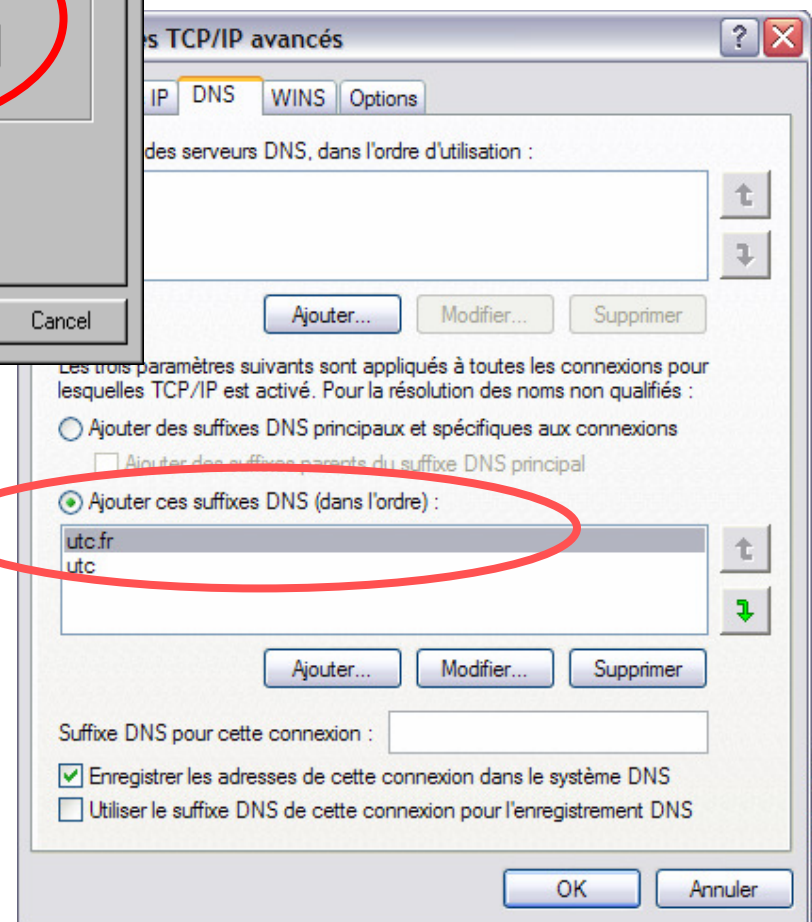 s TCP/IP avancés
IP DNS WINS Options
des serveurs DNS, dans l'ordre d'utilisation :
Cancel
Ajouter... Modifier... Supprimer
Les trois paramètres suivants sont appliqués à toutes les connexions pour
lesquelles TCP/IP est activé. Pour la résolution des noms non qualifiés :
Ajouter des suffixes DNS principaux et spécifiques aux connexions
Ajouter des suffixes parents du suffixe DNS principal
Ajouter ces suffixes DNS (dans l'ordre) :
utc.fr
utc
Ajouter... Modifier... Supprimer
Suffixe DNS pour cette connexion :
Enregistrer les adresses de cette connexion dans le système DNS
Utiliser le suffixe DNS de cette connexion pour l'enregistrement DNS
OK Annuler